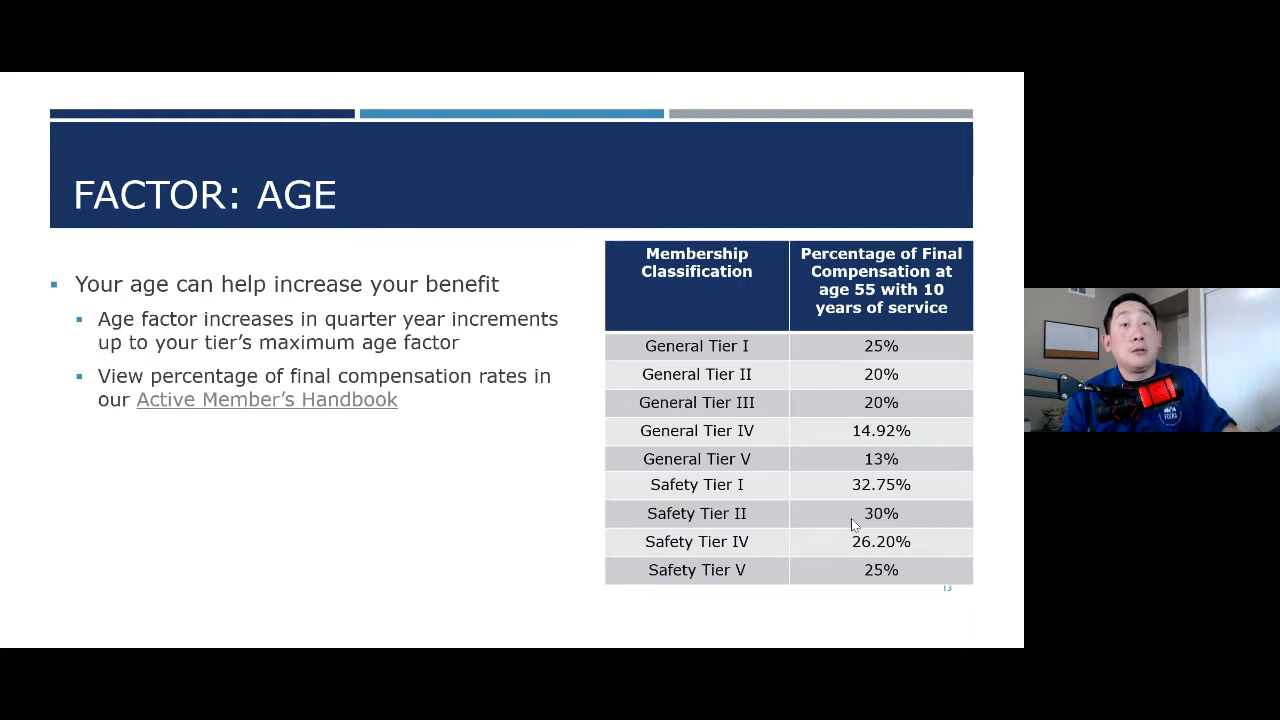 FACTOR: AGE
Your age can help increase your benefit
Age factor increases in quarter year increments
up to your tier’s maximum age factor
View percentage of final compensation rates in
our Active Member’s Handbook
Membership
Classification
Percentage of Final
Compensation at
age 55 with 10
years of service
General Tier I 25%
General Tier II 20%
General Tier III 20%
General Tier IV 14.92%
General Tier V 13%
Safety Tier I 32.75%
Safety Tier II 30%
Safety Tier IV 26.20%
Safety Tier V 25%
13